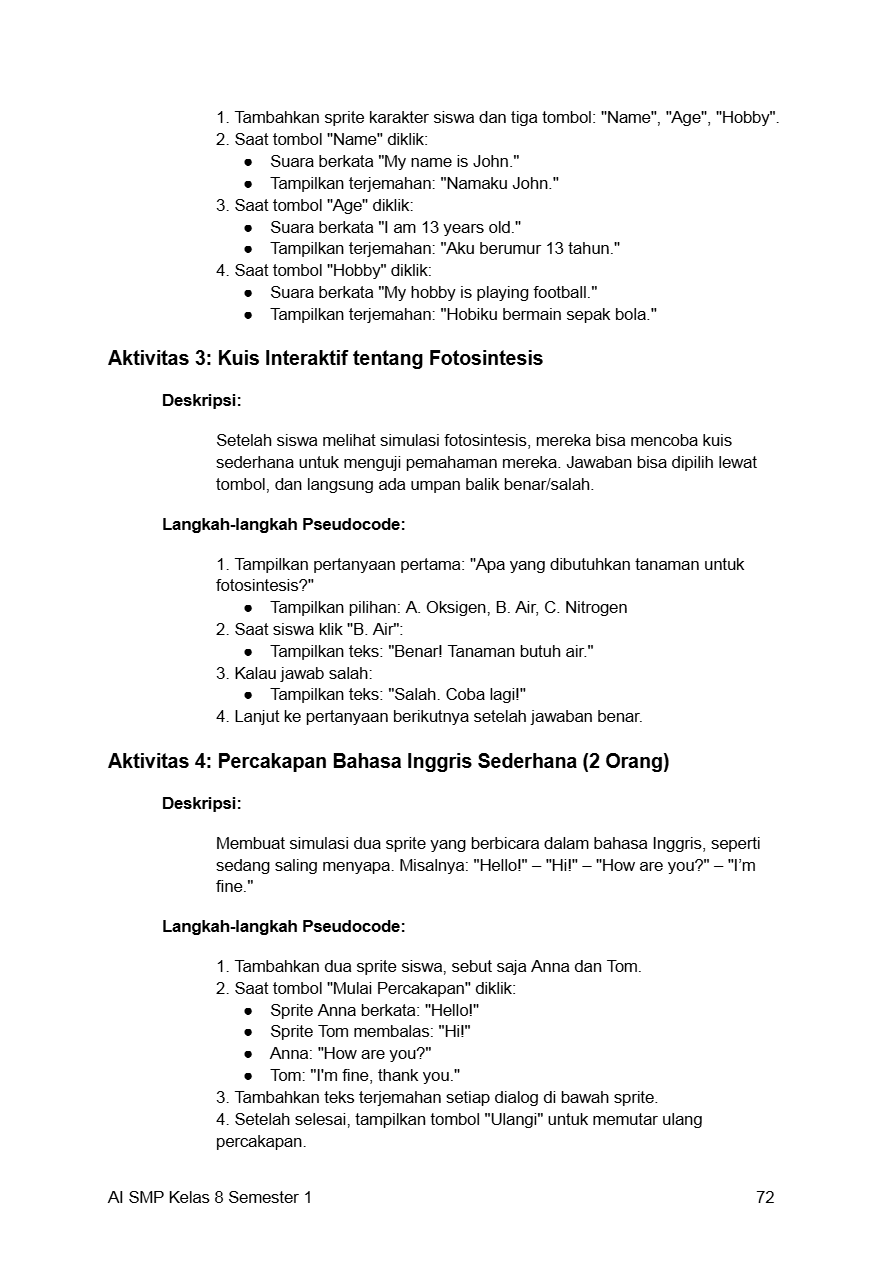 1. Tambahkan sprite karakter siswa dan tiga tombol: "Name", "Age", "Hobby".
2. Saat tombol "Name" diklik:
● Suara berkata "My name is John."
● Tampilkan terjemahan: "Namaku John."
3. Saat tombol "Age" diklik:
● Suara berkata "I am 13 years old."
● Tampilkan terjemahan: "Aku berumur 13 tahun."
4. Saat tombol "Hobby" diklik:
● Suara berkata "My hobby is playing football."
● Tampilkan terjemahan: "Hobiku bermain sepak bola."
Aktivitas 3: Kuis Interaktif tentang Fotosintesis
Deskripsi:
Setelah siswa melihat simulasi fotosintesis, mereka bisa mencoba kuis
sederhana untuk menguji pemahaman mereka. Jawaban bisa dipilih lewat
tombol, dan langsung ada umpan balik benar/salah.
Langkah-langkah Pseudocode:
1. Tampilkan pertanyaan pertama: "Apa yang dibutuhkan tanaman untuk
fotosintesis?"
● Tampilkan pilihan: A. Oksigen, B. Air, C. Nitrogen
2. Saat siswa klik "B. Air":
● Tampilkan teks: "Benar! Tanaman butuh air."
3. Kalau jawab salah:
● Tampilkan teks: "Salah. Coba lagi!"
4. Lanjut ke pertanyaan berikutnya setelah jawaban benar.
Aktivitas 4: Percakapan Bahasa Inggris Sederhana (2 Orang)
Deskripsi:
Membuat simulasi dua sprite yang berbicara dalam bahasa Inggris, seperti
sedang saling menyapa. Misalnya: "Hello!" – "Hi!" – "How are you?" – "I’m
fine."
Langkah-langkah Pseudocode:
1. Tambahkan dua sprite siswa, sebut saja Anna dan Tom.
2. Saat tombol "Mulai Percakapan" diklik:
● Sprite Anna berkata: "Hello!"
● Sprite Tom membalas: "Hi!"
● Anna: "How are you?"
● Tom: "I'm fine, thank you."
3. Tambahkan teks terjemahan setiap dialog di bawah sprite.
4. Setelah selesai, tampilkan tombol "Ulangi" untuk memutar ulang
percakapan.
AI SMP Kelas 8 Semester 1 72